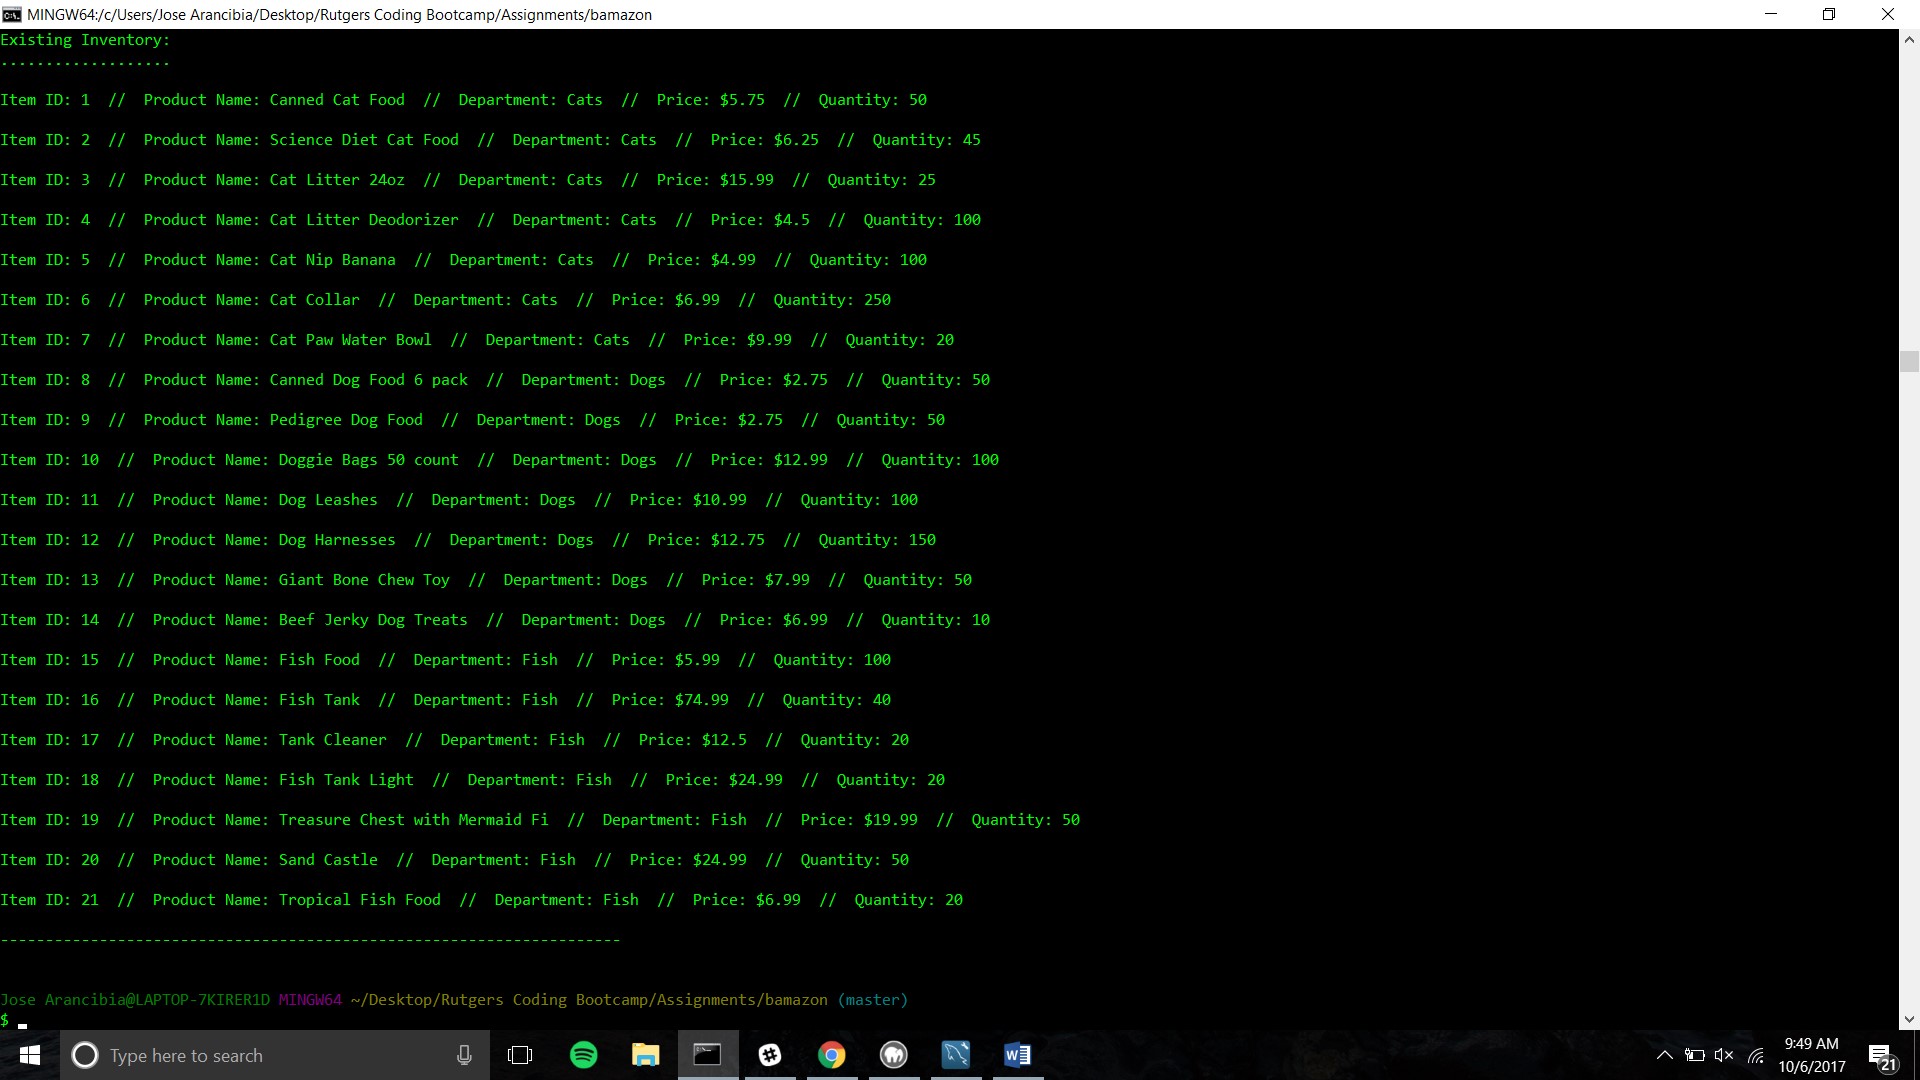 MINGW64:/c/Users/Jose Arancibia/Desktop/Rutgers Coding Bootcamp/Assignments/bamazon
Existing Inventory:
...................
Item ID: 1  //  Product Name: Canned Cat Food  //  Department: Cats  //  Price: $5.75  //  Quantity: 50
Item ID: 2  //  Product Name: Science Diet Cat Food  //  Department: Cats  //  Price: $6.25  //  Quantity: 45
Item ID: 3  //  Product Name: Cat Litter 24oz  //  Department: Cats  //  Price: $15.99  //  Quantity: 25
Item ID: 4  //  Product Name: Cat Litter Deodorizer  //  Department: Cats  //  Price: $4.5  //  Quantity: 100
Item ID: 5  //  Product Name: Cat Nip Banana  //  Department: Cats  //  Price: $4.99  //  Quantity: 100
Item ID: 6  //  Product Name: Cat Collar  //  Department: Cats  //  Price: $6.99  //  Quantity: 250
Item ID: 7  //  Product Name: Cat Paw Water Bowl  //  Department: Cats  //  Price: $9.99  //  Quantity: 20
Item ID: 8  //  Product Name: Canned Dog Food 6 pack  //  Department: Dogs  //  Price: $2.75  //  Quantity: 50
Item ID: 9  //  Product Name: Pedigree Dog Food  //  Department: Dogs  //  Price: $2.75  //  Quantity: 50
Item ID: 10  //  Product Name: Doggie Bags 50 count  //  Department: Dogs  //  Price: $12.99  //  Quantity: 100
Item ID: 11  //  Product Name: Dog Leashes  //  Department: Dogs  //  Price: $10.99  //  Quantity: 100
Item ID: 12  //  Product Name: Dog Harnesses  //  Department: Dogs  //  Price: $12.75  //  Quantity: 150
Item ID: 13  //  Product Name: Giant Bone Chew Toy  //  Department: Dogs  //  Price: $7.99  //  Quantity: 50
Item ID: 14  //  Product Name: Beef Jerky Dog Treats  //  Department: Dogs  //  Price: $6.99  //  Quantity: 10
Item ID: 15  //  Product Name: Fish Food  //  Department: Fish  //  Price: $5.99  //  Quantity: 100
Item ID: 16  //  Product Name: Fish Tank  //  Department: Fish  //  Price: $74.99  //  Quantity: 40
Item ID: 17  //  Product Name: Tank Cleaner  //  Department: Fish  //  Price: $12.5  //  Quantity: 20
Item ID: 18  //  Product Name: Fish Tank Light  //  Department: Fish  //  Price: $24.99  //  Quantity: 20
Item ID: 19  //  Product Name: Treasure Chest with Mermaid Fi  //  Department: Fish  //  Price: $19.99  //  Quantity: 50
Item ID: 20  //  Product Name: Sand Castle  //  Department: Fish  //  Price: $24.99  //  Quantity: 50
Item ID: 21  //  Product Name: Tropical Fish Food  //  Department: Fish  //  Price: $6.99  //  Quantity: 20
---------------------------------------------------------------------
Jose Arancibia@LAPTOP-7KIRER1D MINGW64 ~/Desktop/Rutgers Coding Bootcamp/Assignments/bamazon (master)
$
Type here to search
9:49 AM
10/6/2017
21